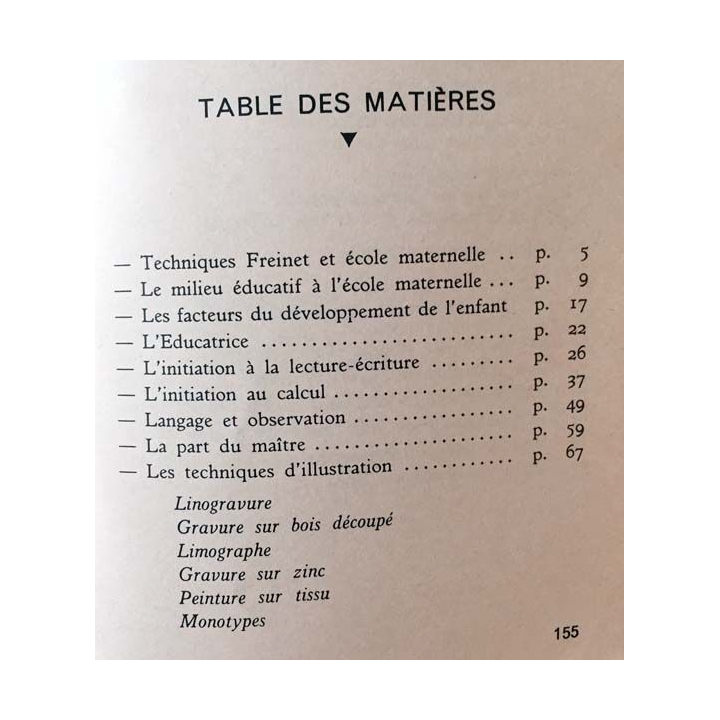 TABLE DES MATIÈRES
— Techniques Freinet et école maternelle .. p. 5
— Le milieu éducatif à l'école maternelle ... p. 9
— Les facteurs du développement de l'enfant p. 17
— L'Educatrice .......................... p. 22
— L'initiation à la lecture-écriture ......... p. 26
— L'initiation au calcul .................. p. 37
— Langage et observation ................ p. 49
— La part du maître .................... p. 59
— Les techniques d'illustration ............ p. 67
Linogravure
Gravure sur bois découpé
Limographe
Gravure sur zinc
Peinture sur tissu
Monotypes
155